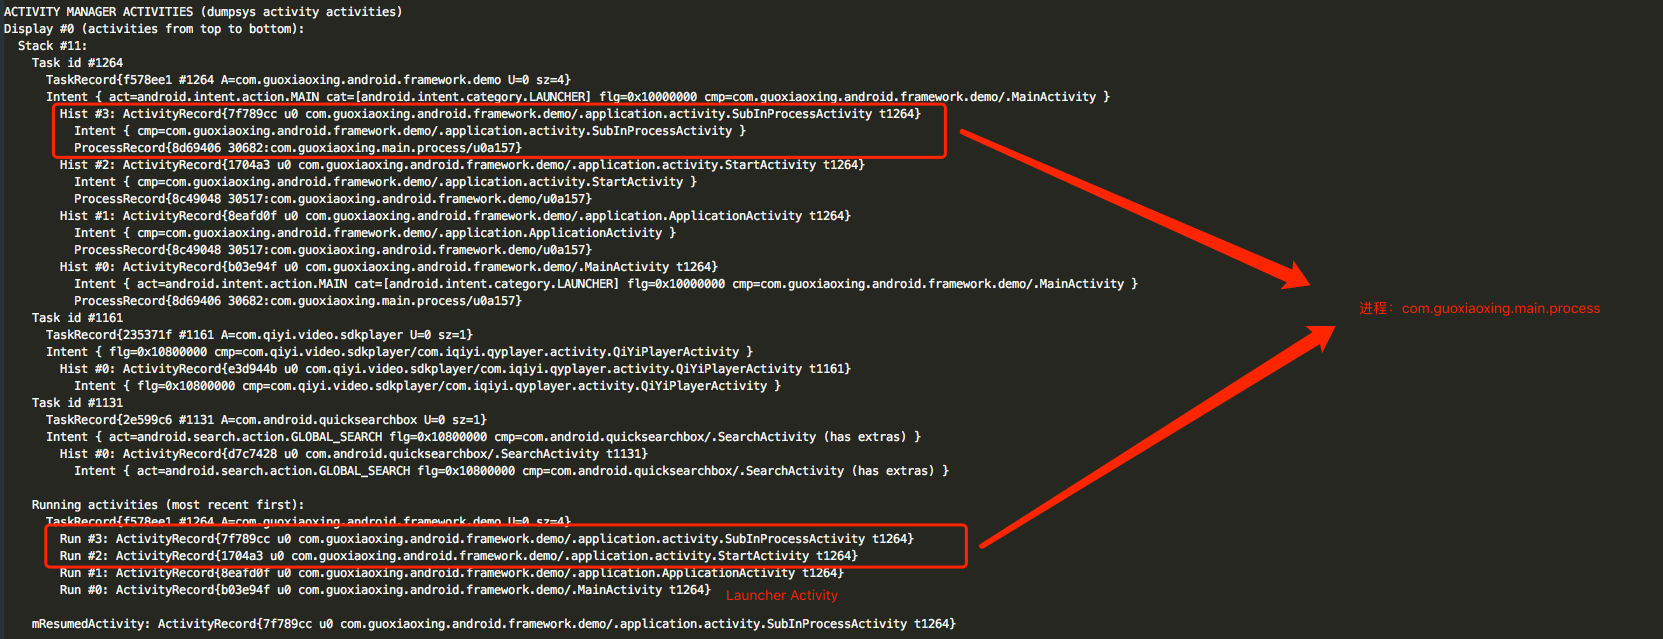 ACTIVITY MANAGER ACTIVITIES (dumpsys activity activities)
Display #0 (activities from top to bottom):
Stack #11:
Task id #1264
TaskRecord{f578ee1 #1264 A=com.guoxiaoxing.android.framework.demo U=0 sz=4}
Intent { act=android.intent.action.MAIN cat=[android.intent.category.LAUNCHER] flg=0x10000000 cmp=com.guoxiaoxing.android.framework.demo/.MainActivity }
Hist #3: ActivityRecord{7f789cc u0 com.guoxiaoxing.android.framework.demo/.application.activity.SubInProcessActivity t1264}
Intent { cmp=com.guoxiaoxing.android.framework.demo/.application.activity.SubInProcessActivity }
ProcessRecord{8d69406 30682:com.guoxiaoxing.main.process/u0a157}
Hist #2: ActivityRecord{1704a3 u0 com.guoxiaoxing.android.framework.demo/.application.activity.StartActivity t1264}
Intent { cmp=com.guoxiaoxing.android.framework.demo/.application.activity.StartActivity }
ProcessRecord{8c49048 30517:com.guoxiaoxing.android.framework.demo/u0a157}
Hist #1: ActivityRecord{8eafd0f u0 com.guoxiaoxing.android.framework.demo/.application.ApplicationActivity t1264}
Intent { cmp=com.guoxiaoxing.android.framework.demo/.application.ApplicationActivity }
ProcessRecord{8c49048 30517:com.guoxiaoxing.android.framework.demo/u0a157}
Hist #0: ActivityRecord{b03e94f u0 com.guoxiaoxing.android.framework.demo/.MainActivity t1264}
Intent { act=android.intent.action.MAIN cat=[android.intent.category.LAUNCHER] flg=0x10000000 cmp=com.guoxiaoxing.android.framework.demo/.MainActivity }
ProcessRecord{8d69406 30682:com.guoxiaoxing.main.process/u0a157}
进程：com.guoxiaoxing.main.process
Task id #1161
TaskRecord{235371f #1161 A=com.qiyi.video.sdkplayer U=0 sz=1}
Intent { flg=0x10800000 cmp=com.qiyi.video.sdkplayer/com.iqiyi.qyplayer.activity.QiYiPlayerActivity }
Hist #0: ActivityRecord{e3d944b u0 com.qiyi.video.sdkplayer/com.iqiyi.qyplayer.activity.QiYiPlayerActivity t1161}
Intent { flg=0x10800000 cmp=com.qiyi.video.sdkplayer/com.iqiyi.qyplayer.activity.QiYiPlayerActivity }
Task id #1131
TaskRecord{2e599c6 #1131 A=com.android.quicksearchbox U=0 sz=1}
Intent { act=android.search.action.GLOBAL_SEARCH flg=0x10800000 cmp=com.android.quicksearchbox/.SearchActivity (has extras) }
Hist #0: ActivityRecord{d7c7428 u0 com.android.quicksearchbox/.SearchActivity t1131}
Intent { act=android.search.action.GLOBAL_SEARCH flg=0x10800000 cmp=com.android.quicksearchbox/.SearchActivity (has extras) }
Running activities (most recent first):
TaskRecord{f578ee1 #1264 A=com.guoxiaoxing.android.framework.demo U=0 sz=4}
Run #3: ActivityRecord{7f789cc u0 com.guoxiaoxing.android.framework.demo/.application.activity.SubInProcessActivity t1264}
Run #2: ActivityRecord{1704a3 u0 com.guoxiaoxing.android.framework.demo/.application.activity.StartActivity t1264}
Run #1: ActivityRecord{8eafd0f u0 com.guoxiaoxing.android.framework.demo/.application.ApplicationActivity t1264}
Run #0: ActivityRecord{b03e94f u0 com.guoxiaoxing.android.framework.demo/.MainActivity t1264}
Launcher Activity
mResumedActivity: ActivityRecord{7f789cc u0 com.guoxiaoxing.android.framework.demo/.application.activity.SubInProcessActivity t1264}